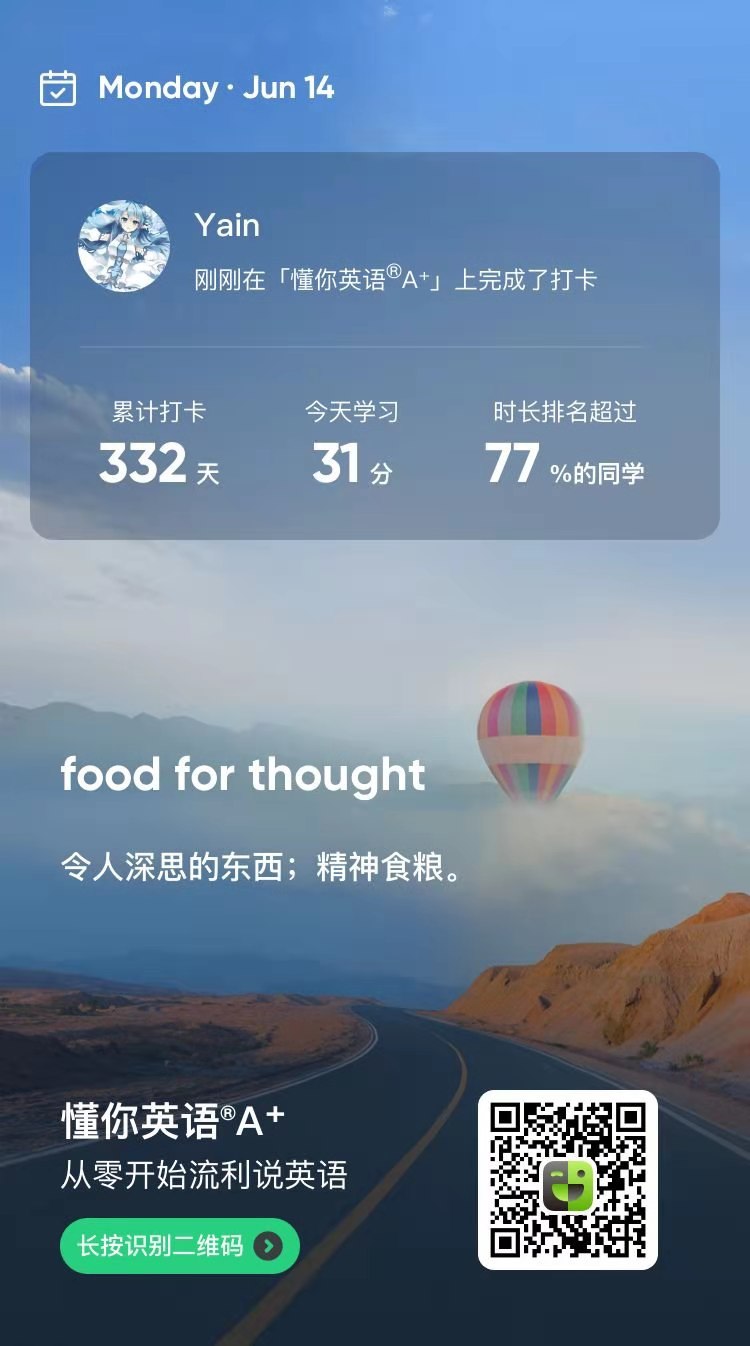 Monday · Jun 14
Yain
刚刚在「懂你英语®A⁺」上完成了打卡
累计打卡 今天学习 时长排名超过
332 天 31 分 77 %的同学
food for thought
令人深思的东西；精神食粮。
懂你英语®A⁺
从零开始流利说英语
长按识别二维码